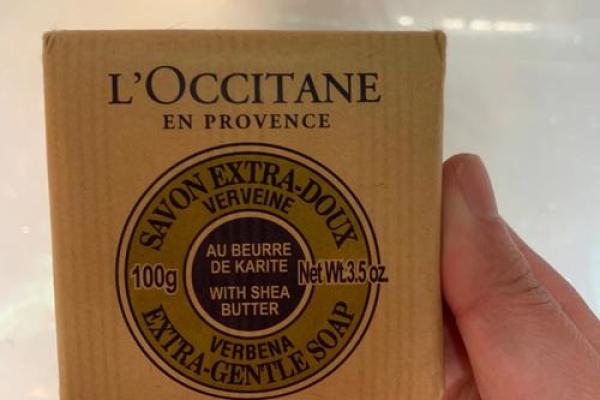 L'OCCITANE
EN PROVENCE
SAVON EXTRA-DOUX
VERVEINE
AU BEURRE
DE KARITE
100g
Net Wt.3.5 oz.
WITH SHEA
BUTTER
VERBENA
EXTRA-GENTLE SOAP